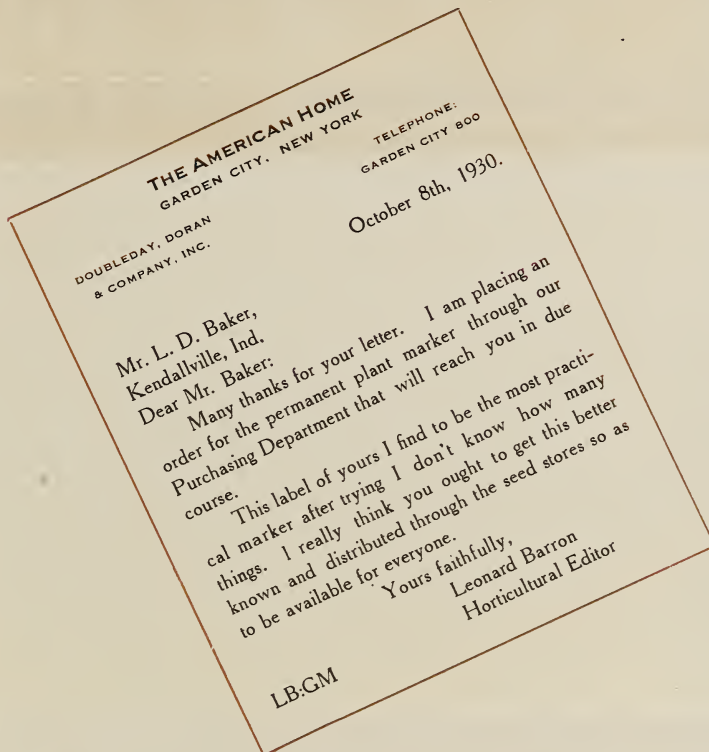 THE AMERICAN HOME
GARDEN CITY, NEW YORK
TELEPHONE:
GARDEN CITY 800
DOUBLEDAY, DORAN
& COMPANY, INC.
October 8th, 1930.
Mr. L. D. Baker,
Kendallville, Ind.
Dear Mr. Baker:
Many thanks for your letter. I am placing an
order for the permanent plant marker through our
Purchasing Department that will reach you in due
course.
This label of yours I find to be the most practi-
cal marker after trying I don't know how many
things. I really think you ought to get this better
known and distributed through the seed stores so as
to be available for everyone.
Yours faithfully,
Leonard Barron
Horticultural Editor
LB:GM